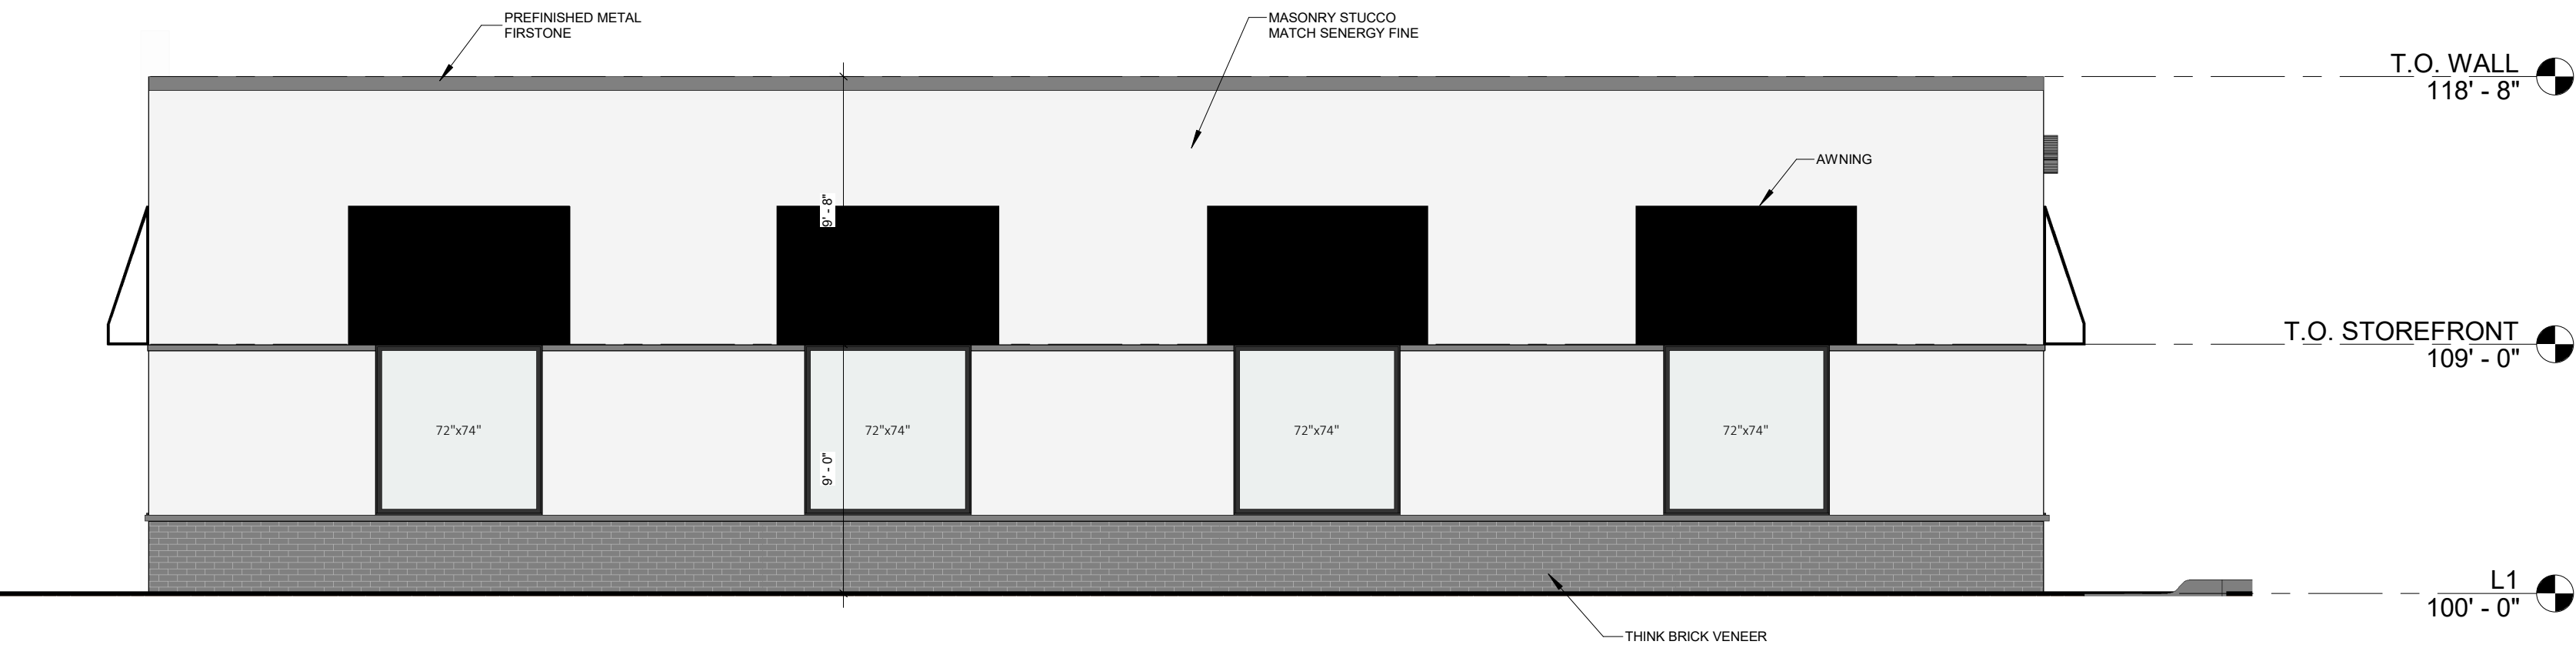 PREFINISHED METAL
FIRSTONE
MASONRY STUCCO
MATCH SENERGY FINE
T.O. WALL
118' - 8"
AWNING
9' - 8"
T.O. STOREFRONT
109' - 0"
72"x74"
72"x74"
72"x74"
72"x74"
9' - 0"
L1
100' - 0"
THINK BRICK VENEER